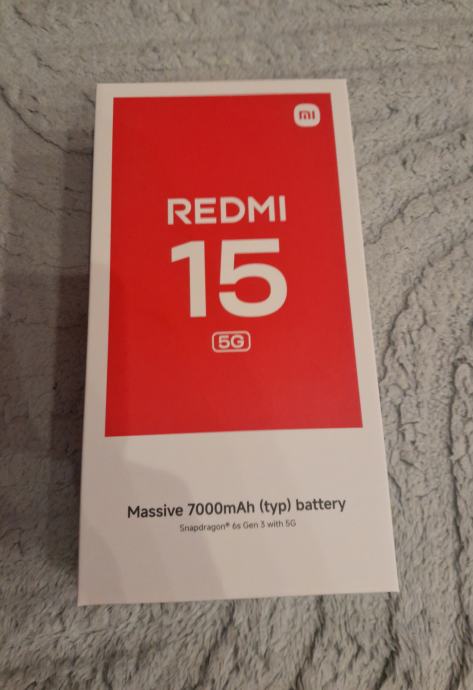 mi
REDMI
15
5G
Massive 7000mAh (typ) battery
Snapdragon® 6s Gen 3 with 5G